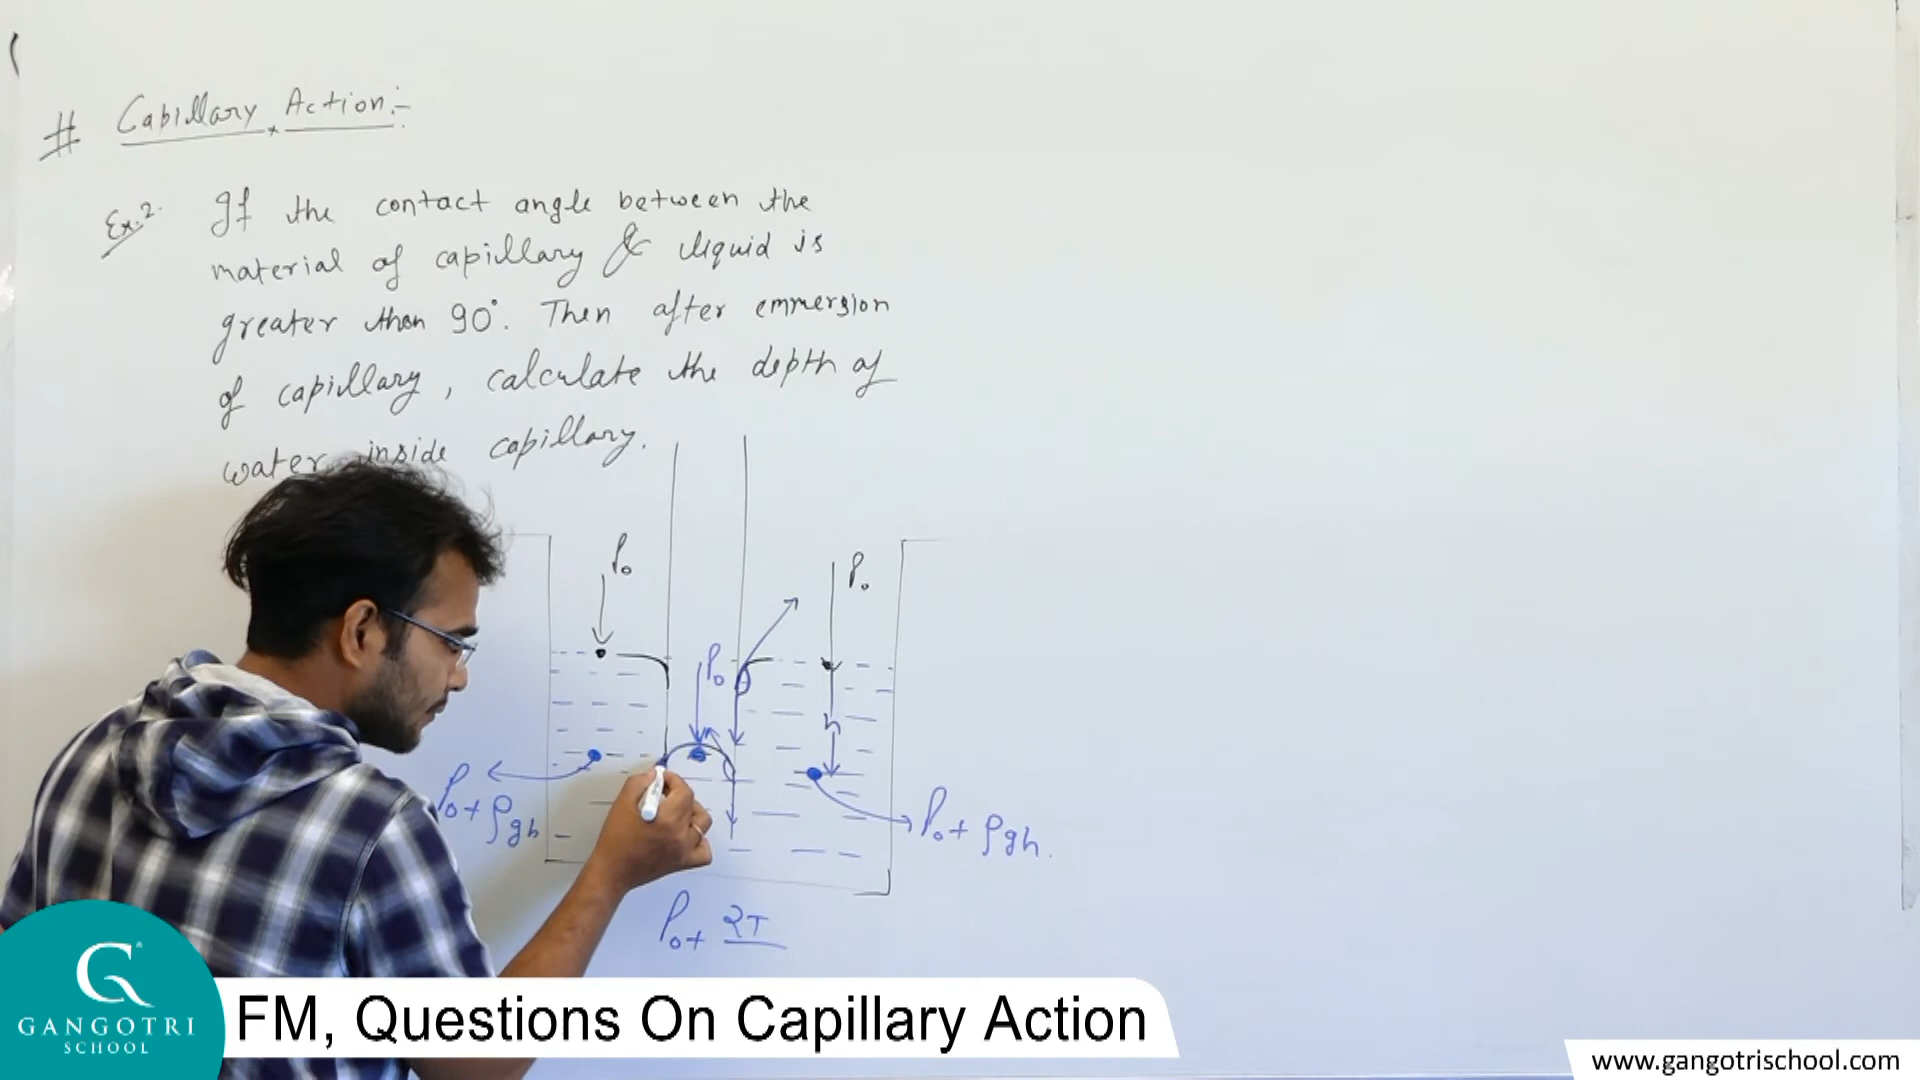 # Capillary Action:-
Ex.2. If the contact angle between the
material of capillary & liquid is
greater than 90°. Then after emmersion
of capillary, calculate the depth of
water inside capillary.
P₀
P₀
P₀
h
P₀+ ρgh
P₀+ ρgh.
P₀+ 2T
GANGOTRI
SCHOOL
FM, Questions On Capillary Action
www.gangotrischool.com